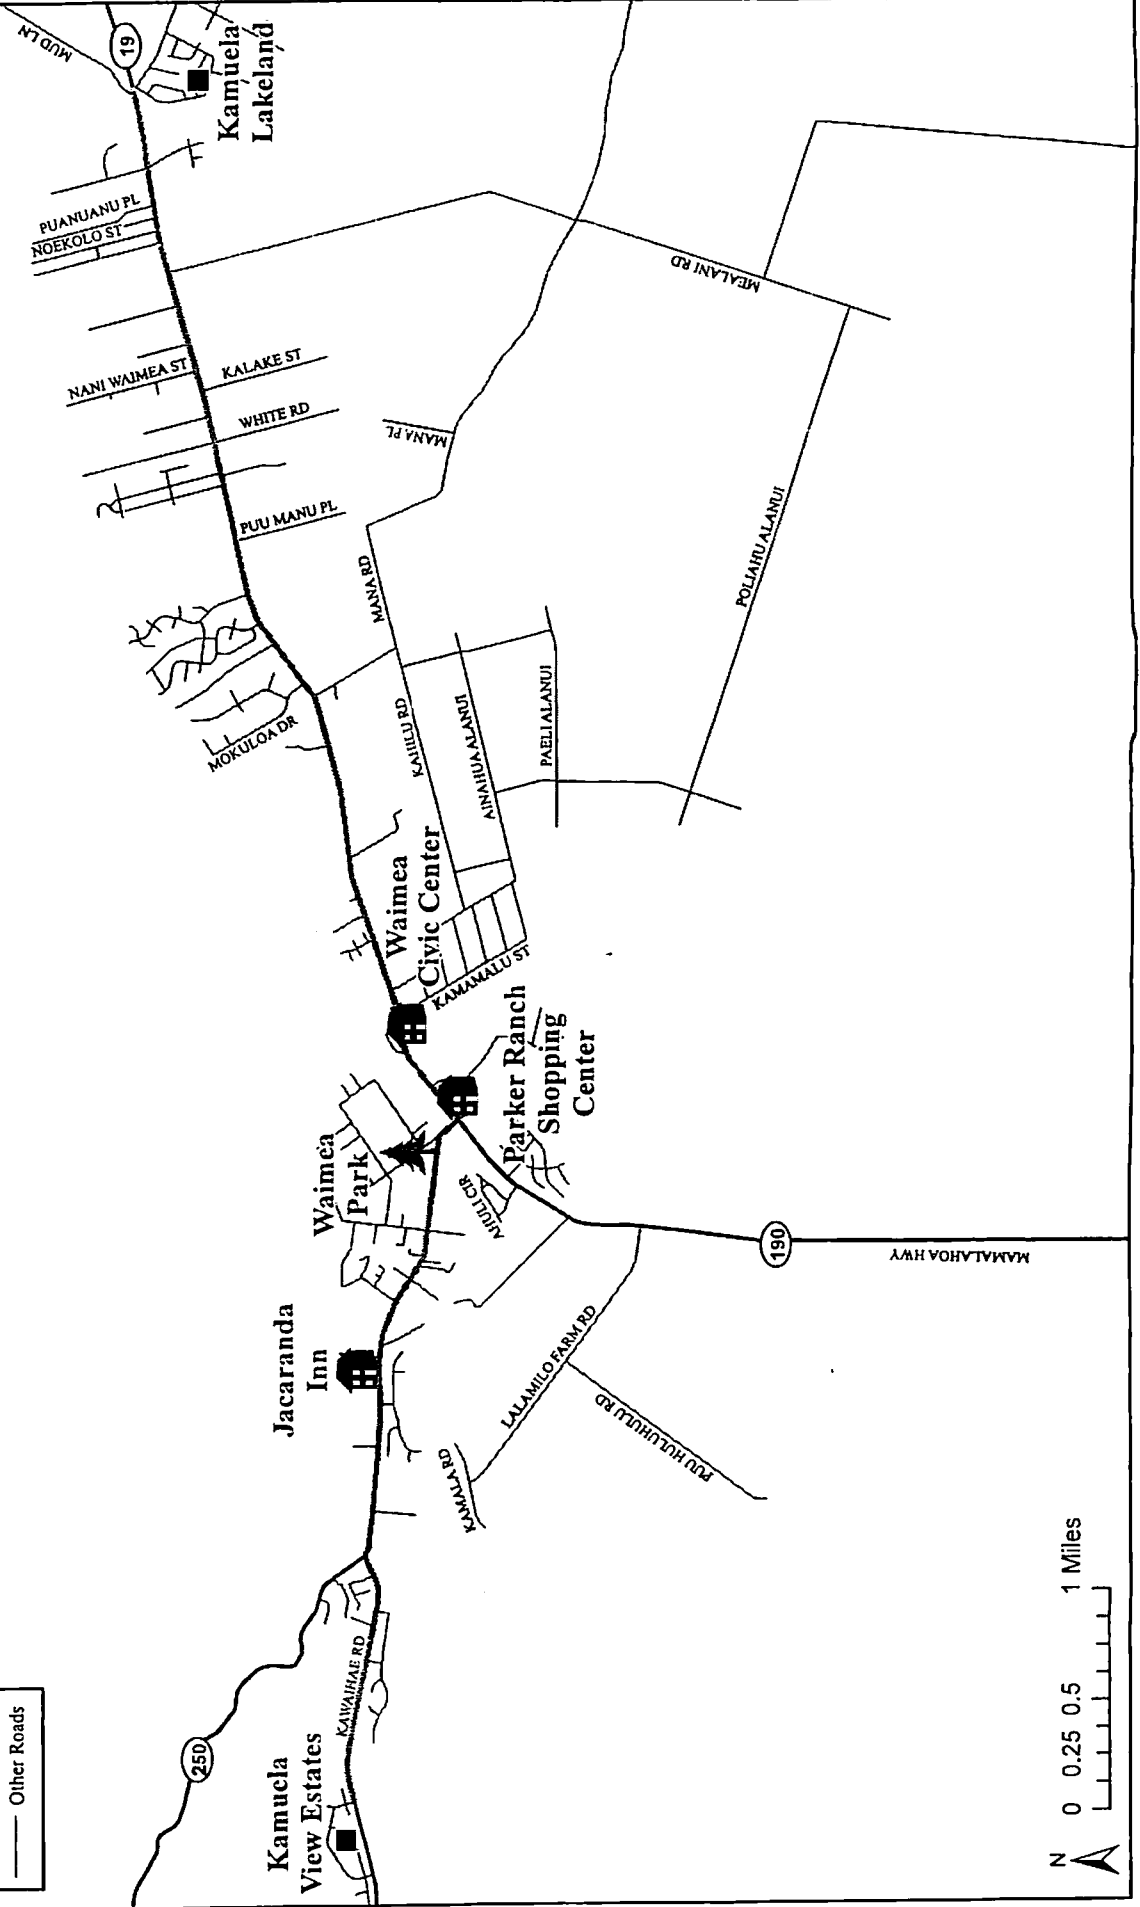 Other Roads
250
Kamuela
View Estates
KAWAIHAE RD
Jacaranda
Inn
KAMALA RD
LALAMILO FARM RD
PUU HULUHULU RD
Waimea
Park
AHULI CIR
190
MAMALAHOA HWY
Parker Ranch
Shopping
Center
Waimea
Civic Center
KAMAMALU ST
KAHILU RD
AINAHUA ALANUI
PAELI ALANUI
POLIAHU ALANUI
MOKULOA DR
MANA RD
MANA PL
PUU MANU PL
WHITE RD
KALAKE ST
NANI WAIMEA ST
NOEKOLO ST
PUANUANU PL
MEALANI RD
MUD LN
19
Kamuela
Lakeland
N
0 0.25 0.5 1 Miles